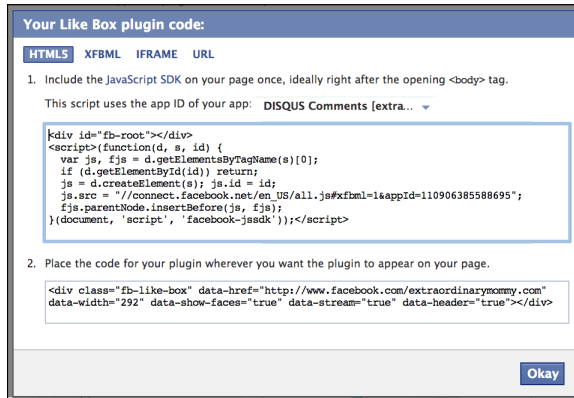 Your Like Box plugin code:
HTML5 XFBML IFRAME URL
1. Include the JavaScript SDK on your page once, ideally right after the opening <body> tag.
This script uses the app ID of your app: DISQUS Comments [extra...
<div id="fb-root"></div>
<script>(function(d, s, id) {
  var js, fjs = d.getElementsByTagName(s)[0];
  if (d.getElementById(id)) return;
  js = d.createElement(s); js.id = id;
  js.src = "//connect.facebook.net/en_US/all.js#xfbml=1&appId=110906385588695";
  fjs.parentNode.insertBefore(js, fjs);
}(document, 'script', 'facebook-jssdk'));</script>
2. Place the code for your plugin wherever you want the plugin to appear on your page.
<div class="fb-like-box" data-href="http://www.facebook.com/extraordinarymommy.com"
data-width="292" data-show-faces="true" data-stream="true" data-header="true"></div>
Okay